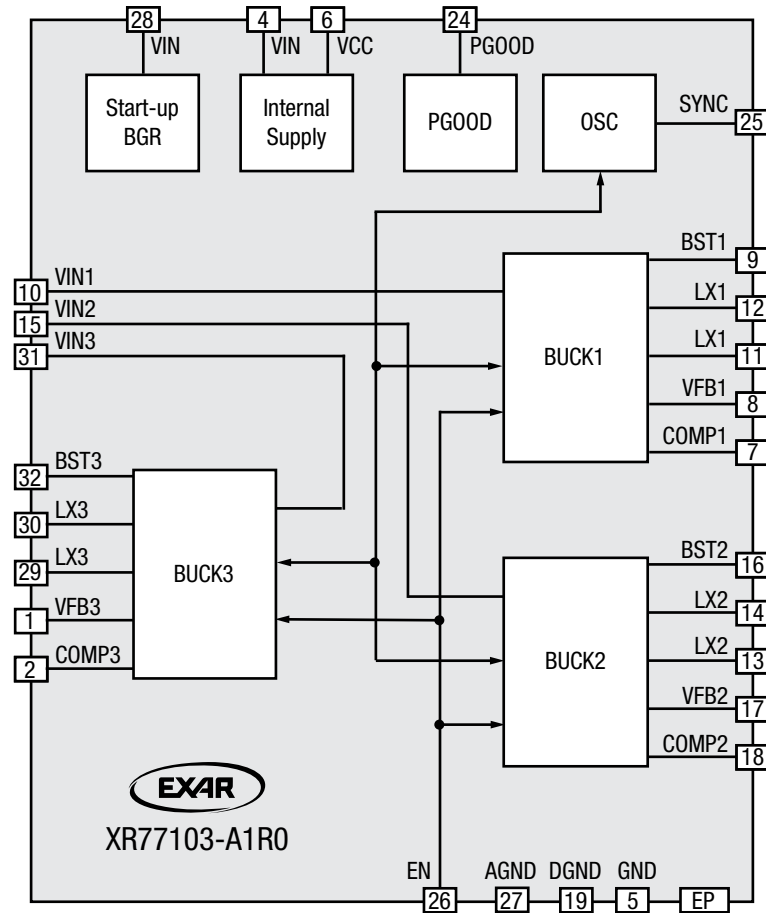 28 4 6 24
VIN VIN VCC PGOOD
Start-up
BGR
Internal
Supply
PGOOD
OSC
SYNC
25
VIN1
10
VIN2
15
VIN3
31
BUCK1
BST1
9
LX1
12
LX1
11
VFB1
8
COMP1
7
BST3
32
LX3
30
LX3
29
VFB3
1
COMP3
2
BUCK3
BUCK2
BST2
16
LX2
14
LX2
13
VFB2
17
COMP2
18
EXAR
XR77103-A1R0
EN AGND DGND GND
26 27 19 5 EP